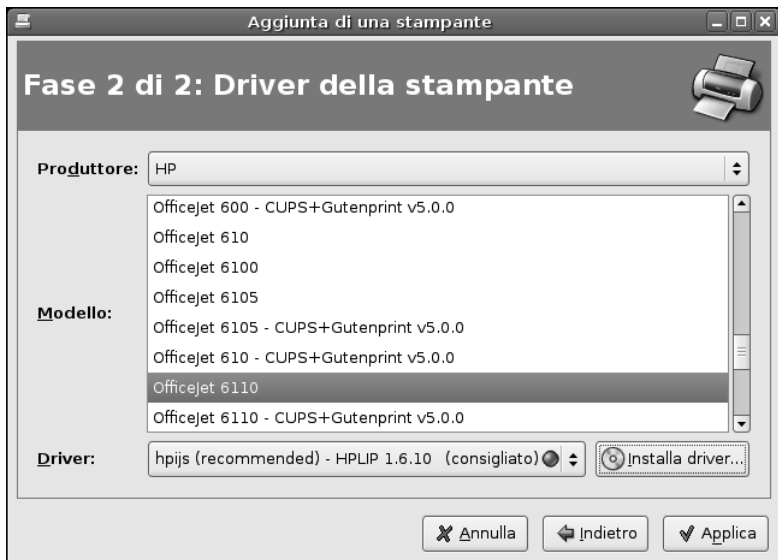 Aggiunta di una stampante
Fase 2 di 2: Driver della stampante
Produttore: HP
OfficeJet 600 - CUPS+Gutenprint v5.0.0
OfficeJet 610
OfficeJet 6100
OfficeJet 6105
Modello:
OfficeJet 6105 - CUPS+Gutenprint v5.0.0
OfficeJet 610 - CUPS+Gutenprint v5.0.0
OfficeJet 6110
OfficeJet 6110 - CUPS+Gutenprint v5.0.0
Driver: hpijs (recommended) - HPLIP 1.6.10 (consigliato) Installa driver...
Annulla Indietro Applica